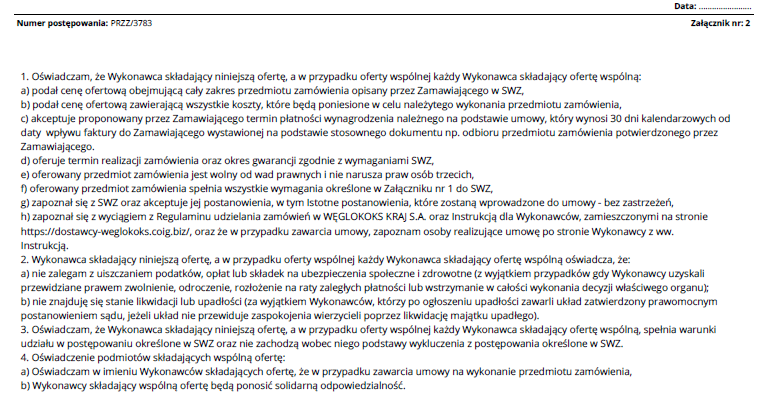 Data: ........................
Numer postępowania: PRZZ/3783
Załącznik nr: 2
1. Oświadczam, że Wykonawca składający niniejszą ofertę, a w przypadku oferty wspólnej każdy Wykonawca składający ofertę wspólną:
a) podał cenę ofertową obejmującą cały zakres przedmiotu zamówienia opisany przez Zamawiającego w SWZ,
b) podał cenę ofertową zawierającą wszystkie koszty, które będą poniesione w celu należytego wykonania przedmiotu zamówienia,
c) akceptuje proponowany przez Zamawiającego termin płatności wynagrodzenia należnego na podstawie umowy, który wynosi 30 dni kalendarzowych od
daty wpływu faktury do Zamawiającego wystawionej na podstawie stosownego dokumentu np. odbioru przedmiotu zamówienia potwierdzonego przez
Zamawiającego.
d) oferuje termin realizacji zamówienia oraz okres gwarancji zgodnie z wymaganiami SWZ,
e) oferowany przedmiot zamówienia jest wolny od wad prawnych i nie narusza praw osób trzecich,
f) oferowany przedmiot zamówienia spełnia wszystkie wymagania określone w Załączniku nr 1 do SWZ,
g) zapoznał się z SWZ oraz akceptuje jej postanowienia, w tym Istotne postanowienia, które zostaną wprowadzone do umowy - bez zastrzeżeń,
h) zapoznał się z wyciągiem z Regulaminu udzielania zamówień w WĘGLOKOKS KRAJ S.A. oraz Instrukcją dla Wykonawców, zamieszczonymi na stronie
https://dostawcy-weglokoks.coig.biz/, oraz że w przypadku zawarcia umowy, zapoznam osoby realizujące umowę po stronie Wykonawcy z ww.
Instrukcją.
2. Wykonawca składający niniejszą ofertę, a w przypadku oferty wspólnej każdy Wykonawca składający ofertę wspólną oświadcza, że:
a) nie zalegam z uiszczaniem podatków, opłat lub składek na ubezpieczenia społeczne i zdrowotne (z wyjątkiem przypadków gdy Wykonawcy uzyskali
przewidziane prawem zwolnienie, odroczenie, rozłożenie na raty zaległych płatności lub wstrzymanie w całości wykonania decyzji właściwego organu);
b) nie znajduję się stanie likwidacji lub upadłości (za wyjątkiem Wykonawców, którzy po ogłoszeniu upadłości zawarli układ zatwierdzony prawomocnym
postanowieniem sądu, jeżeli układ nie przewiduje zaspokojenia wierzycieli poprzez likwidację majątku upadłego).
3. Oświadczam, że Wykonawca składający niniejszą ofertę, a w przypadku oferty wspólnej każdy Wykonawca składający ofertę wspólną, spełnia warunki
udziału w postępowaniu określone w SWZ oraz nie zachodzą wobec niego podstawy wykluczenia z postępowania określone w SWZ.
4. Oświadczenie podmiotów składających wspólną ofertę:
a) Oświadczam w imieniu Wykonawców składających ofertę, że w przypadku zawarcia umowy na wykonanie przedmiotu zamówienia,
b) Wykonawcy składający wspólną ofertę będą ponosić solidarną odpowiedzialność.